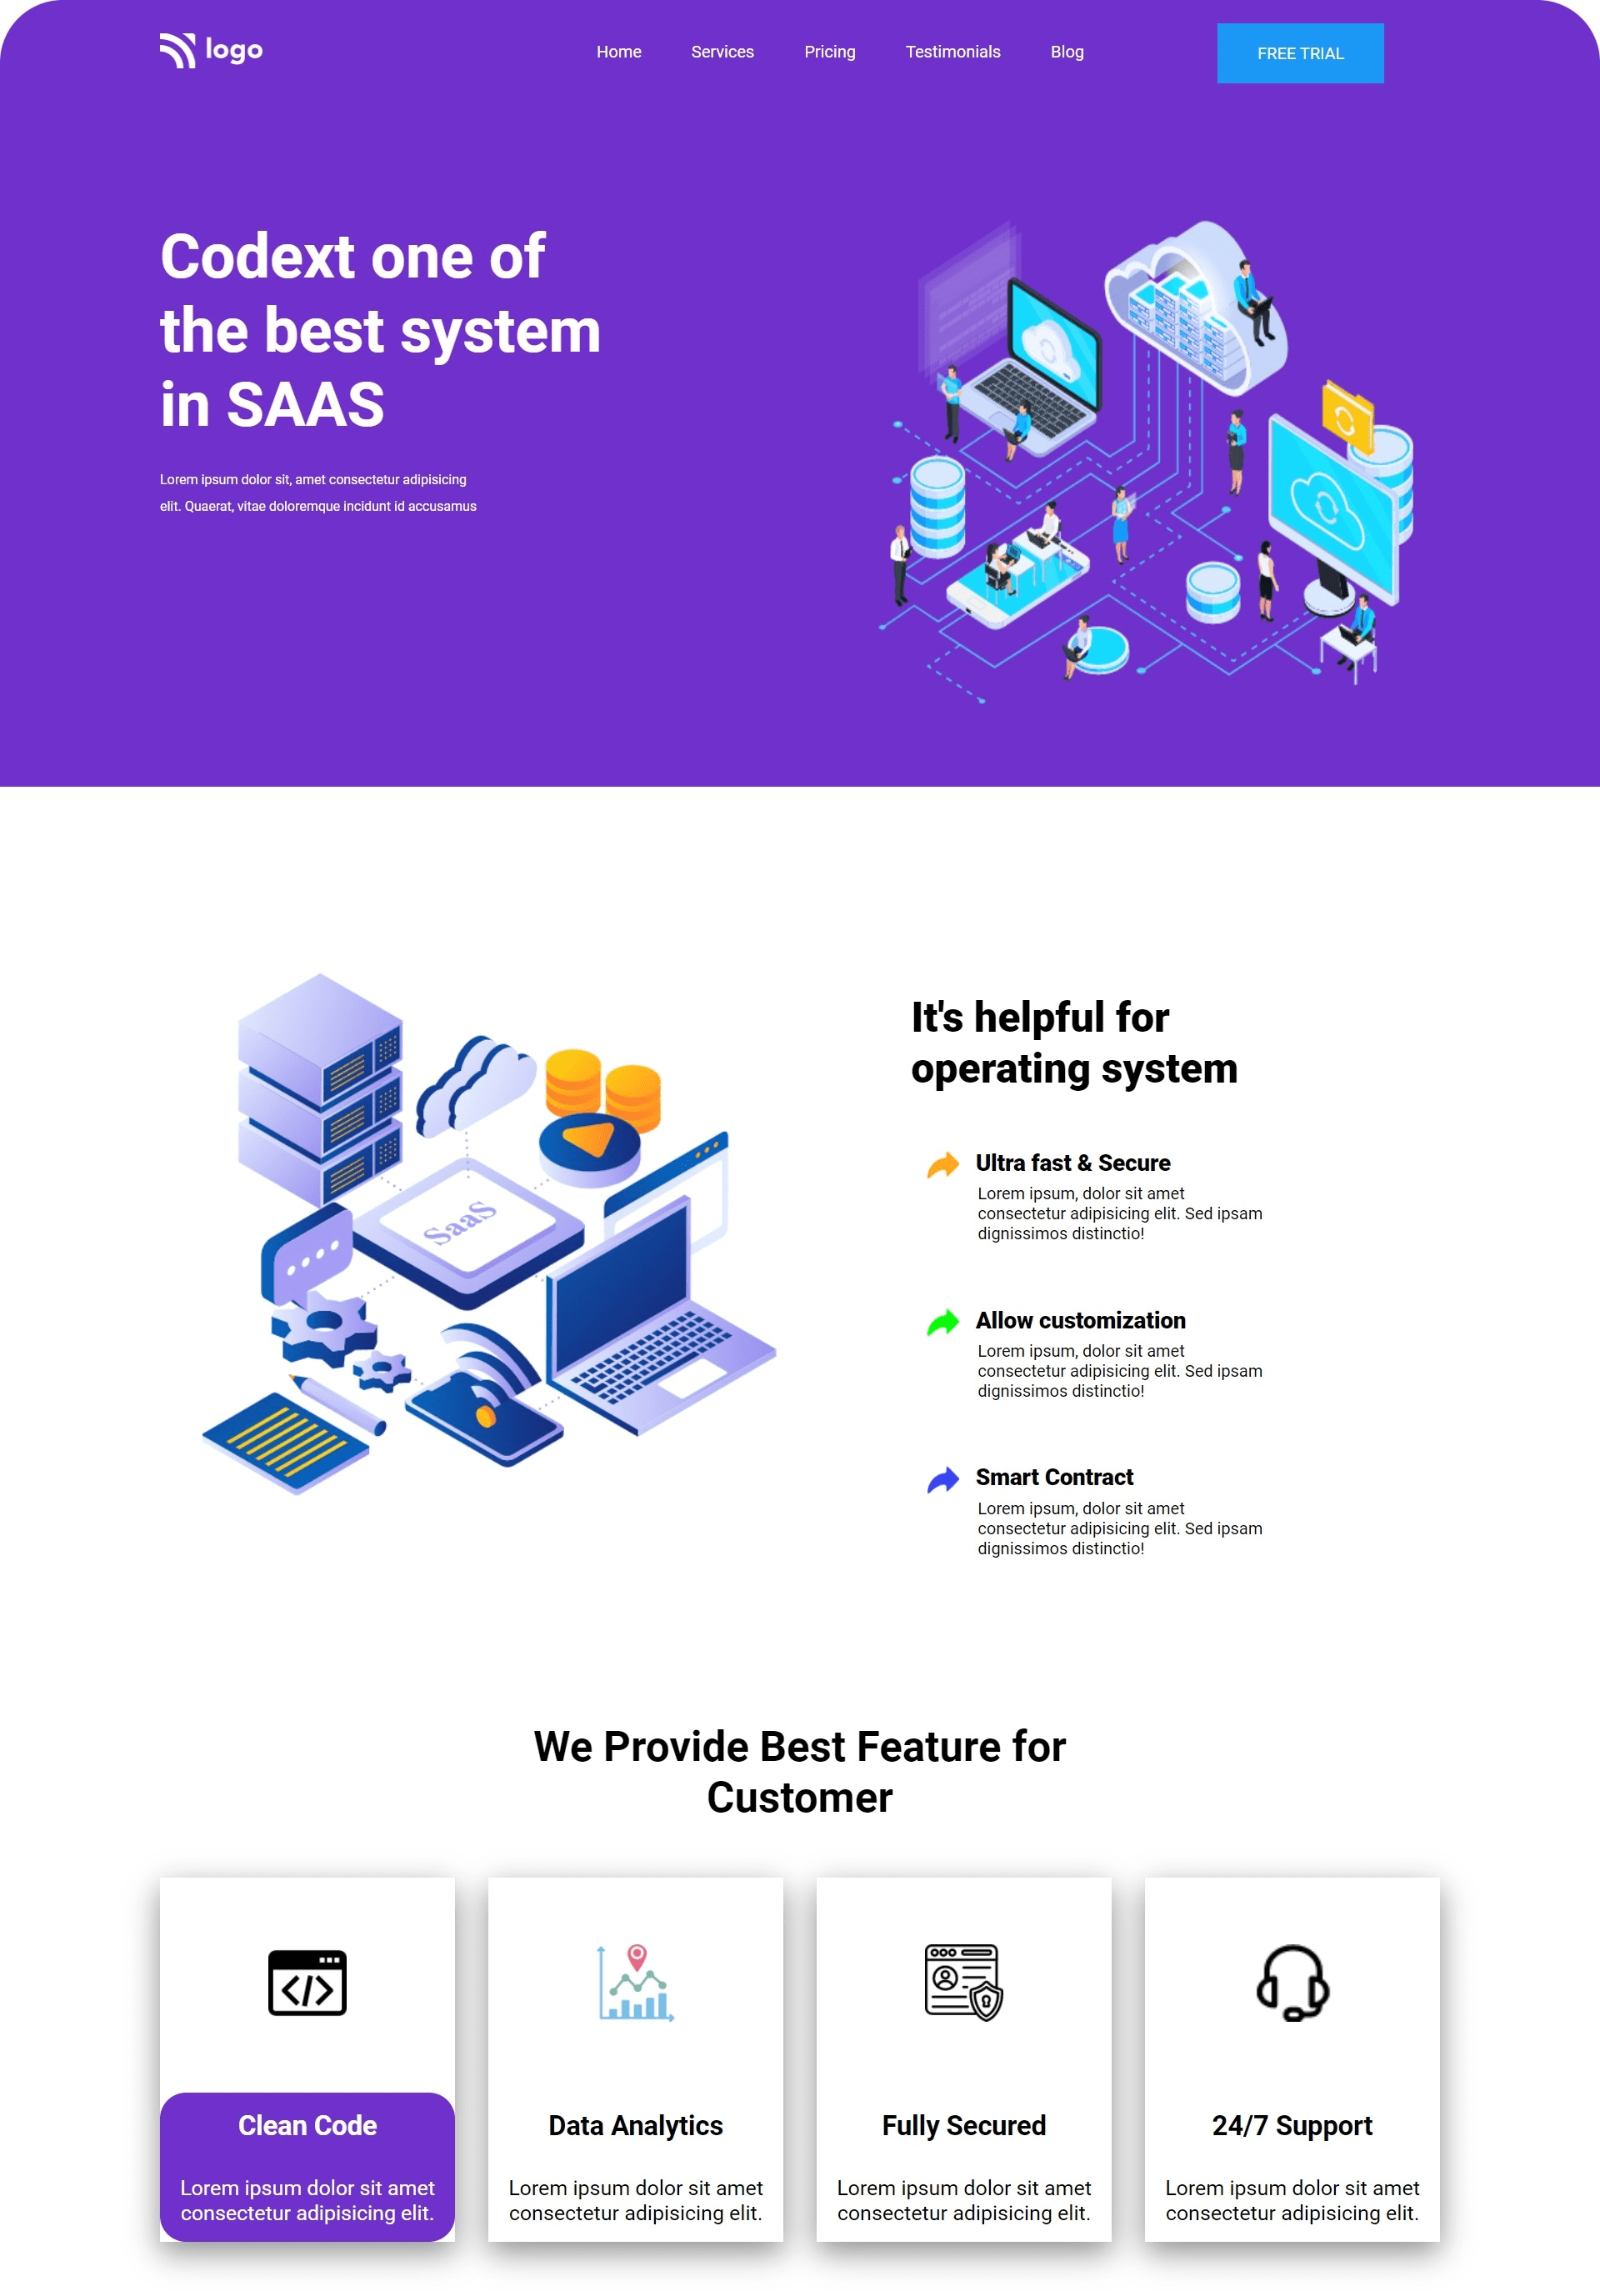 logo
Home
Services
Pricing
Testimonials
Blog
FREE TRIAL
Codext one of
the best system
in SAAS
Lorem ipsum dolor sit, amet consectetur adipisicing
elit. Quaerat, vitae doloremque incidunt id accusamus
SaaS
It's helpful for
operating system
Ultra fast & Secure
Lorem ipsum, dolor sit amet
consectetur adipisicing elit. Sed ipsam
dignissimos distinctio!
Allow customization
Lorem ipsum, dolor sit amet
consectetur adipisicing elit. Sed ipsam
dignissimos distinctio!
Smart Contract
Lorem ipsum, dolor sit amet
consectetur adipisicing elit. Sed ipsam
dignissimos distinctio!
We Provide Best Feature for
Customer
Clean Code
Lorem ipsum dolor sit amet
consectetur adipisicing elit.
Data Analytics
Lorem ipsum dolor sit amet
consectetur adipisicing elit.
Fully Secured
Lorem ipsum dolor sit amet
consectetur adipisicing elit.
24/7 Support
Lorem ipsum dolor sit amet
consectetur adipisicing elit.